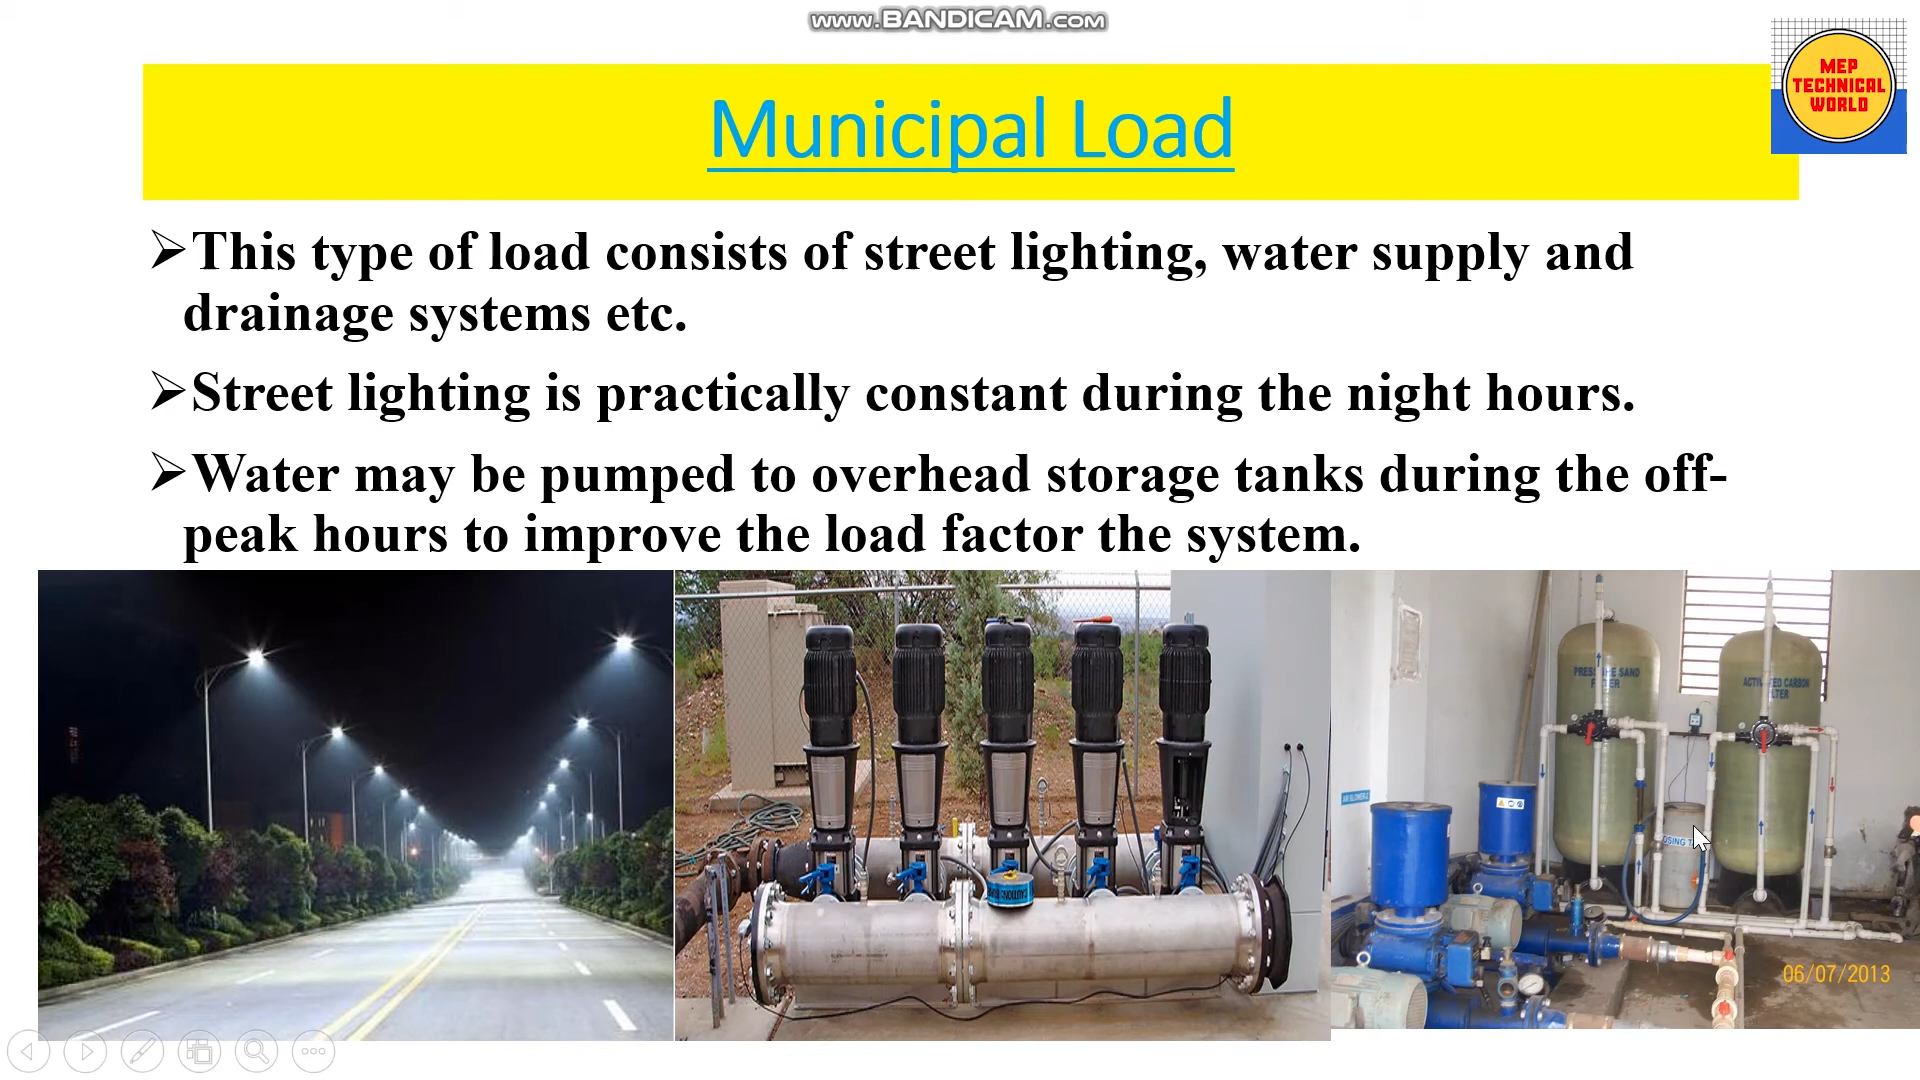 www.BANDICAM.com
MEP
TECHNICAL
WORLD
Municipal Load
➢This type of load consists of street lighting, water supply and
drainage systems etc.
➢Street lighting is practically constant during the night hours.
➢Water may be pumped to overhead storage tanks during the off-
peak hours to improve the load factor the system.
SAND
CARBON
06/07/2013